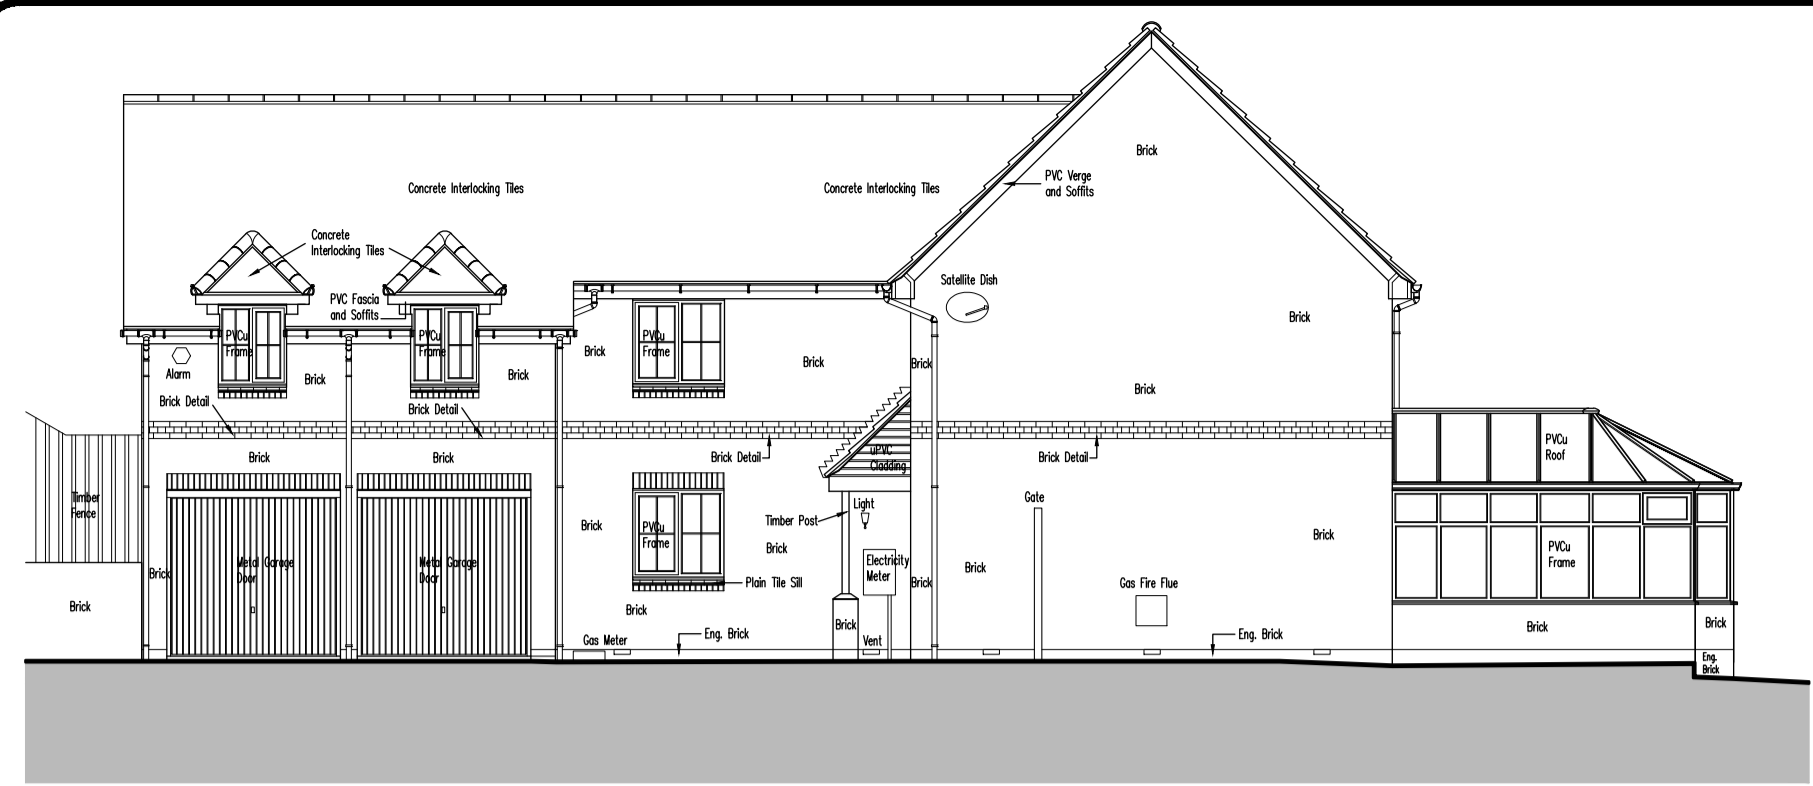 Brick
Concrete Interlocking Tiles
Concrete Interlocking Tiles
PVC Verge
and Soffits
Concrete
Interlocking Tiles
Satellite Dish
PVC Fascia
and Soffits
Brick
PVCu
Frame
PVCu
Frame
Brick
PVCu
Frame
Brick
Brick
Alarm
Brick
Brick
Brick
Brick Detail
Brick Detail
Brick
Brick
Brick Detail
uPVC
Cladding
Brick Detail
PVCu
Roof
Timber
Fence
Gate
Light
Timber Post
Brick
PVCu
Frame
Brick
Brick
PVCu
Frame
Brick
Metal Garage
Door
Metal Garage
Door
Electricity
Meter
Brick
Brick
Gas Fire Flue
Plain Tile Sill
Brick
Brick
Brick
Brick
Brick
Gas Meter
Eng. Brick
Vent
Eng. Brick
Eng.
Brick